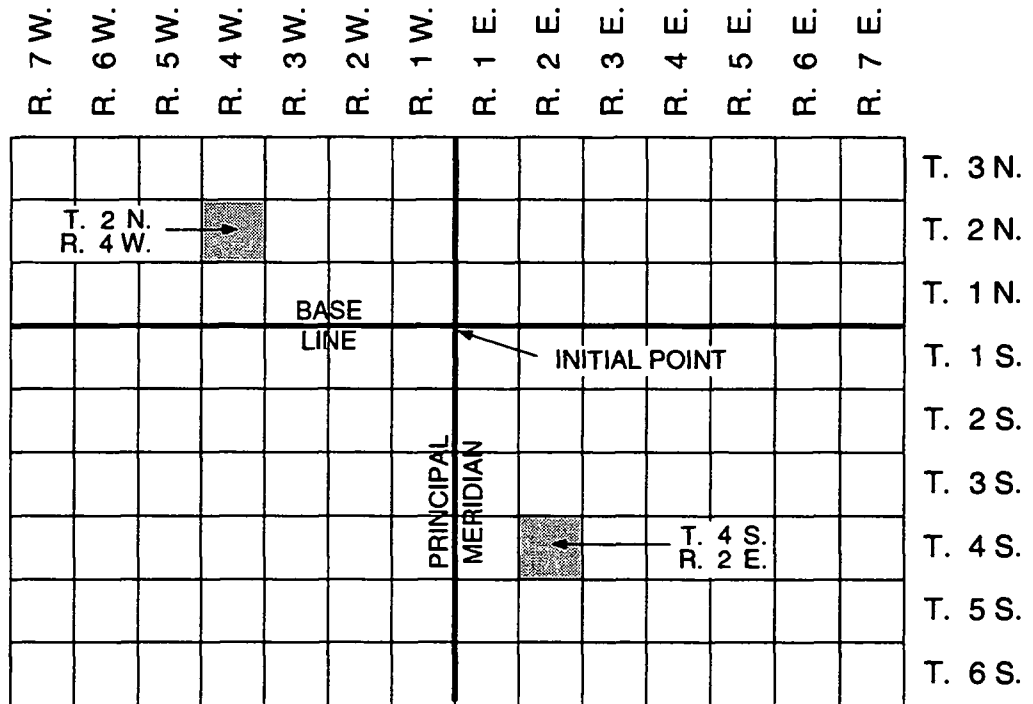 R. 7 W.
R. 6 W.
R. 5 W.
R. 4 W.
R. 3 W.
R. 2 W.
R. 1 W.
R. 1 E.
R. 2 E.
R. 3 E.
R. 4 E.
R. 5 E.
R. 6 E.
R. 7 E.
T. 3 N.
T. 2 N.
R. 4 W.
T. 2 N.
T. 1 N.
BASE
LINE
INITIAL POINT
T. 1 S.
T. 2 S.
PRINCIPAL
MERIDIAN
T. 3 S.
T. 4 S.
R. 2 E.
T. 4 S.
T. 5 S.
T. 6 S.